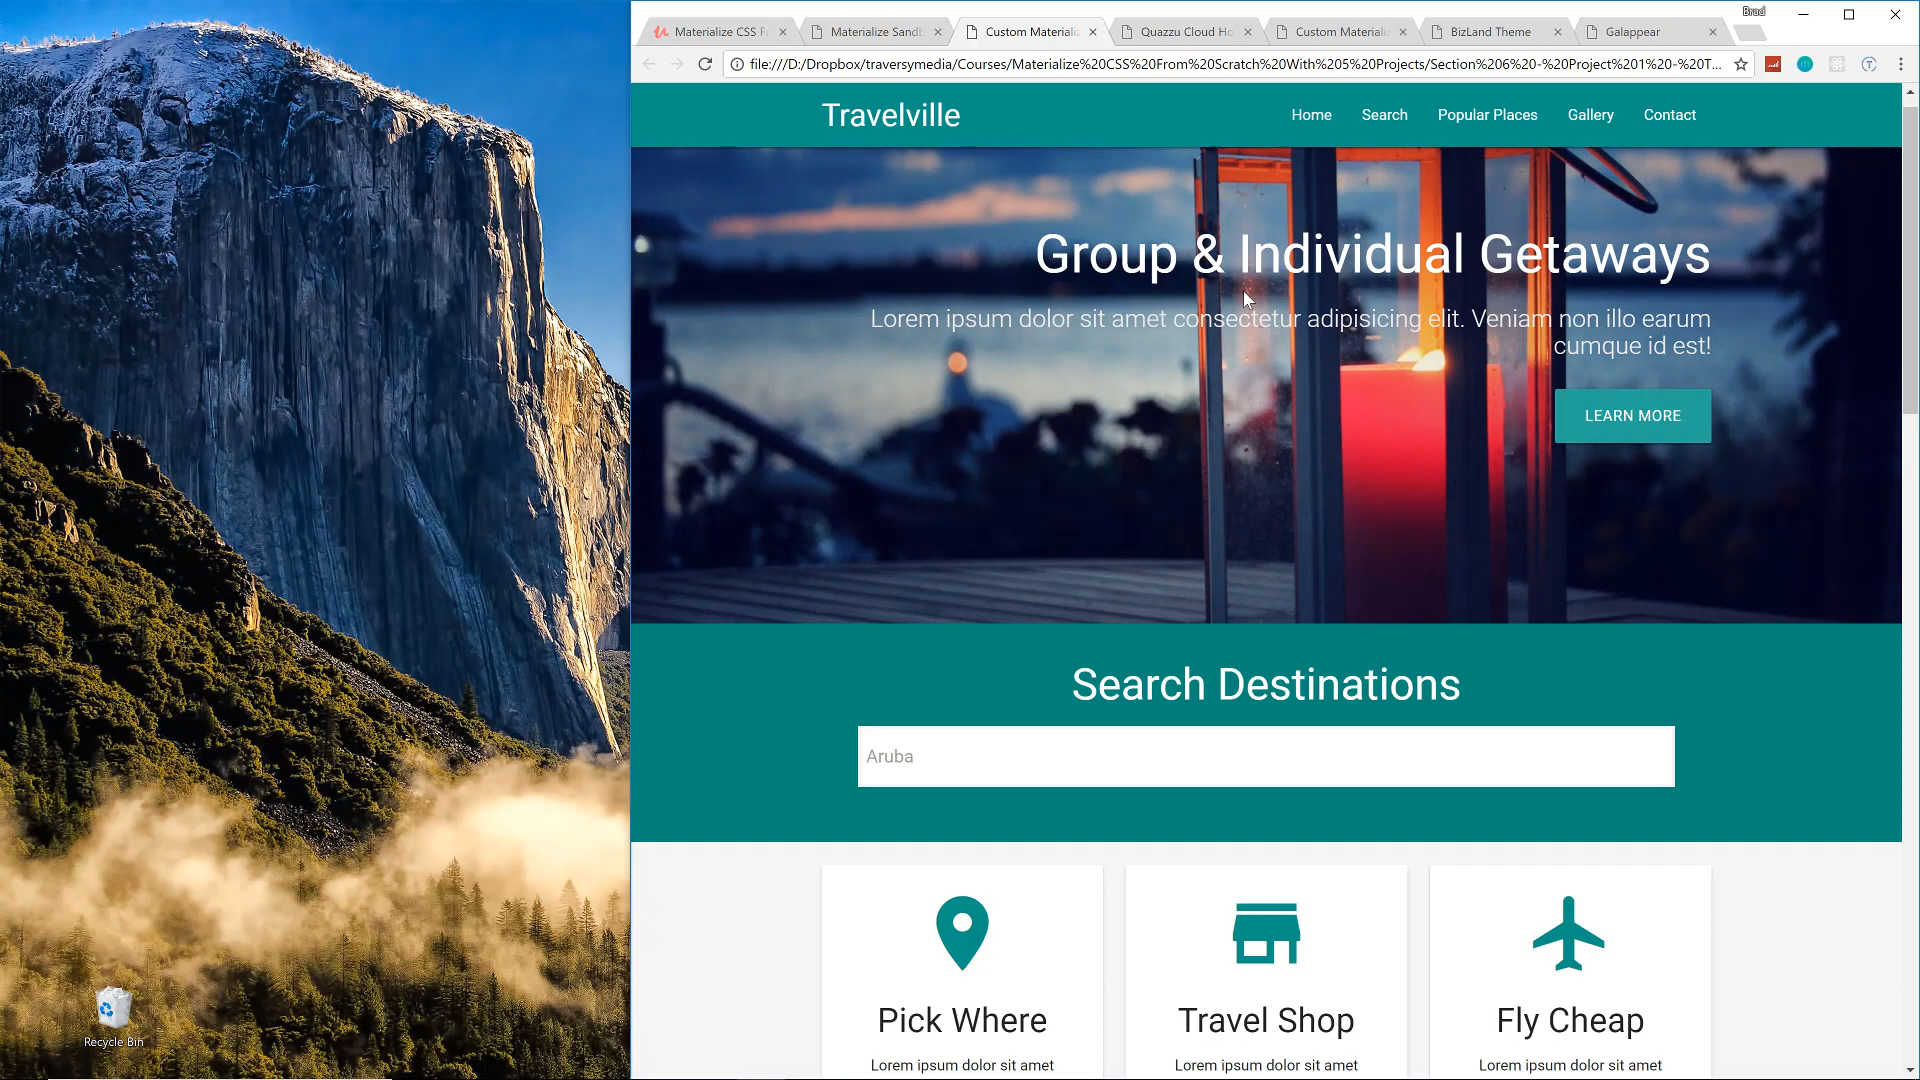 Brad
Materialize CSS F
Materialize Sand
Custom Materiali
Quazzu Cloud Ho
Custom Materiali
BizLand Theme
Galappear
file:///D:/Dropbox/traversymedia/Courses/Materialize%20CSS%20From%20Scratch%20With%205%20Projects/Section%206%20-%20Project%201%20-%20T...
Travelville
Home Search Popular Places Gallery Contact
Group & Individual Getaways
Lorem ipsum dolor sit amet consectetur adipisicing elit. Veniam non illo earum
cumque id est!
LEARN MORE
Search Destinations
Aruba
Pick Where
Lorem ipsum dolor sit amet
Travel Shop
Lorem ipsum dolor sit amet
Fly Cheap
Lorem ipsum dolor sit amet
Recycle Bin